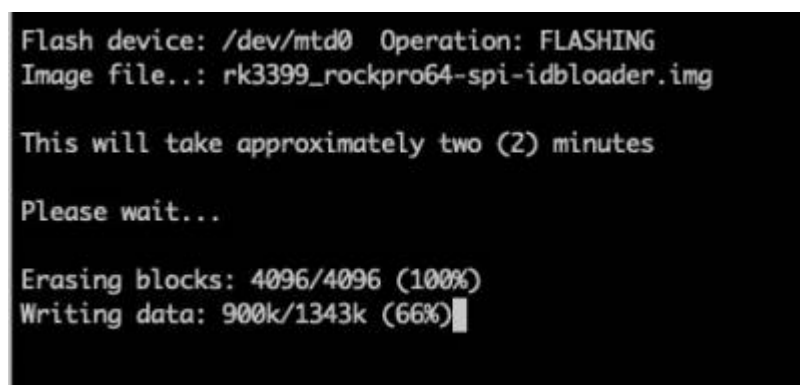 Flash device: /dev/mtd0  Operation: FLASHING
Image file..: rk3399_rockpro64-spi-idbloader.img
This will take approximately two (2) minutes
Please wait...
Erasing blocks: 4096/4096 (100%)
Writing data: 900k/1343k (66%)